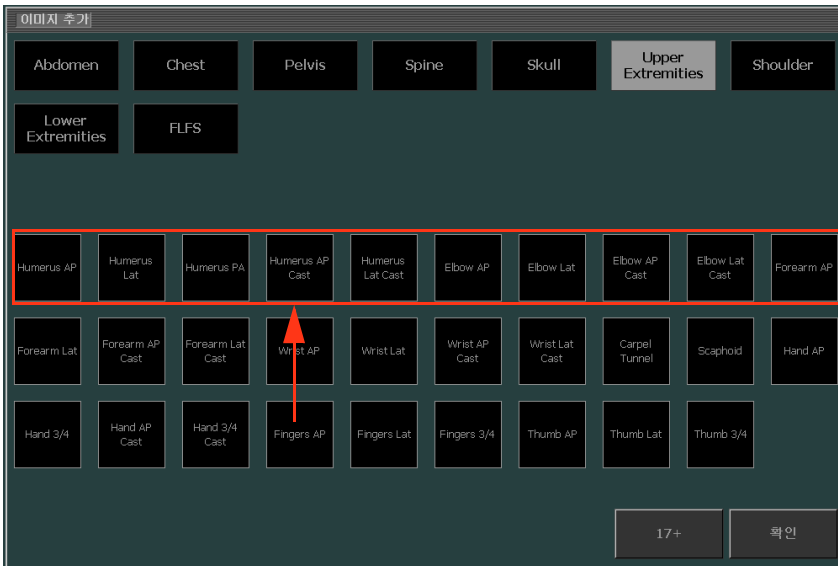 이미지 추가
Abdomen
Chest
Pelvis
Spine
Skull
Upper
Extremities
Shoulder
Lower
Extremities
FLFS
Humerus AP
Humerus
Lat
Humerus PA
Humerus AP
Cast
Humerus
Lat Cast
Elbow AP
Elbow Lat
Elbow AP
Cast
Elbow Lat
Cast
Forearm AP
Forearm Lat
Forearm AP
Cast
Forearm Lat
Cast
Wrist AP
Wrist Lat
Wrist AP
Cast
Wrist Lat
Cast
Carpel
Tunnel
Scaphoid
Hand AP
Hand 3/4
Hand AP
Cast
Hand 3/4
Cast
Fingers AP
Fingers Lat
Fingers 3/4
Thumb AP
Thumb Lat
Thumb 3/4
17+
확인